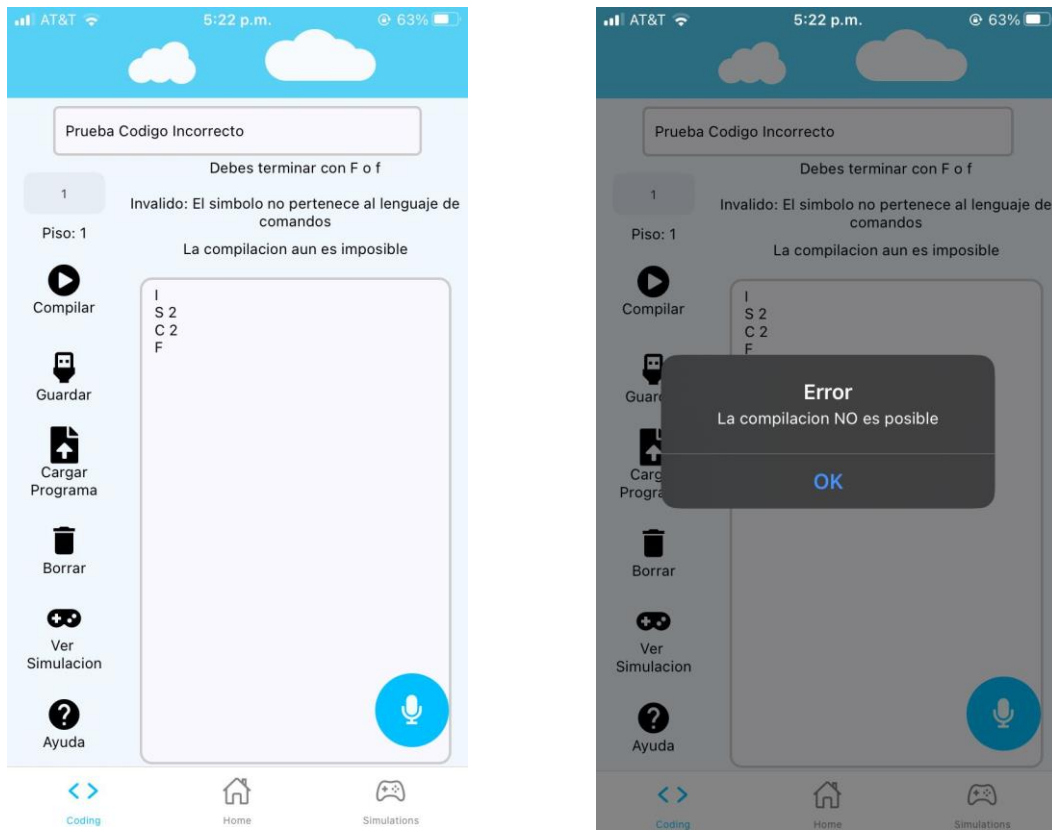 AT&T 5:22 p.m. 63%
Prueba Codigo Incorrecto
Debes terminar con F o f
1
Invalido: El simbolo no pertenece al lenguaje de
comandos
Piso: 1
La compilacion aun es imposible
Compilar
I
S 2
C 2
F
Guardar
Cargar
Programa
Borrar
Ver
Simulacion
Ayuda
Coding
Home
Simulations
AT&T 5:22 p.m. 63%
Prueba Codigo Incorrecto
Debes terminar con F o f
1
Invalido: El simbolo no pertenece al lenguaje de
comandos
Piso: 1
La compilacion aun es imposible
Compilar
I
S 2
C 2
F
Guar
Error
La compilacion NO es posible
OK
Carg
Progra
Borrar
Ver
Simulacion
Ayuda
Coding
Home
Simulations